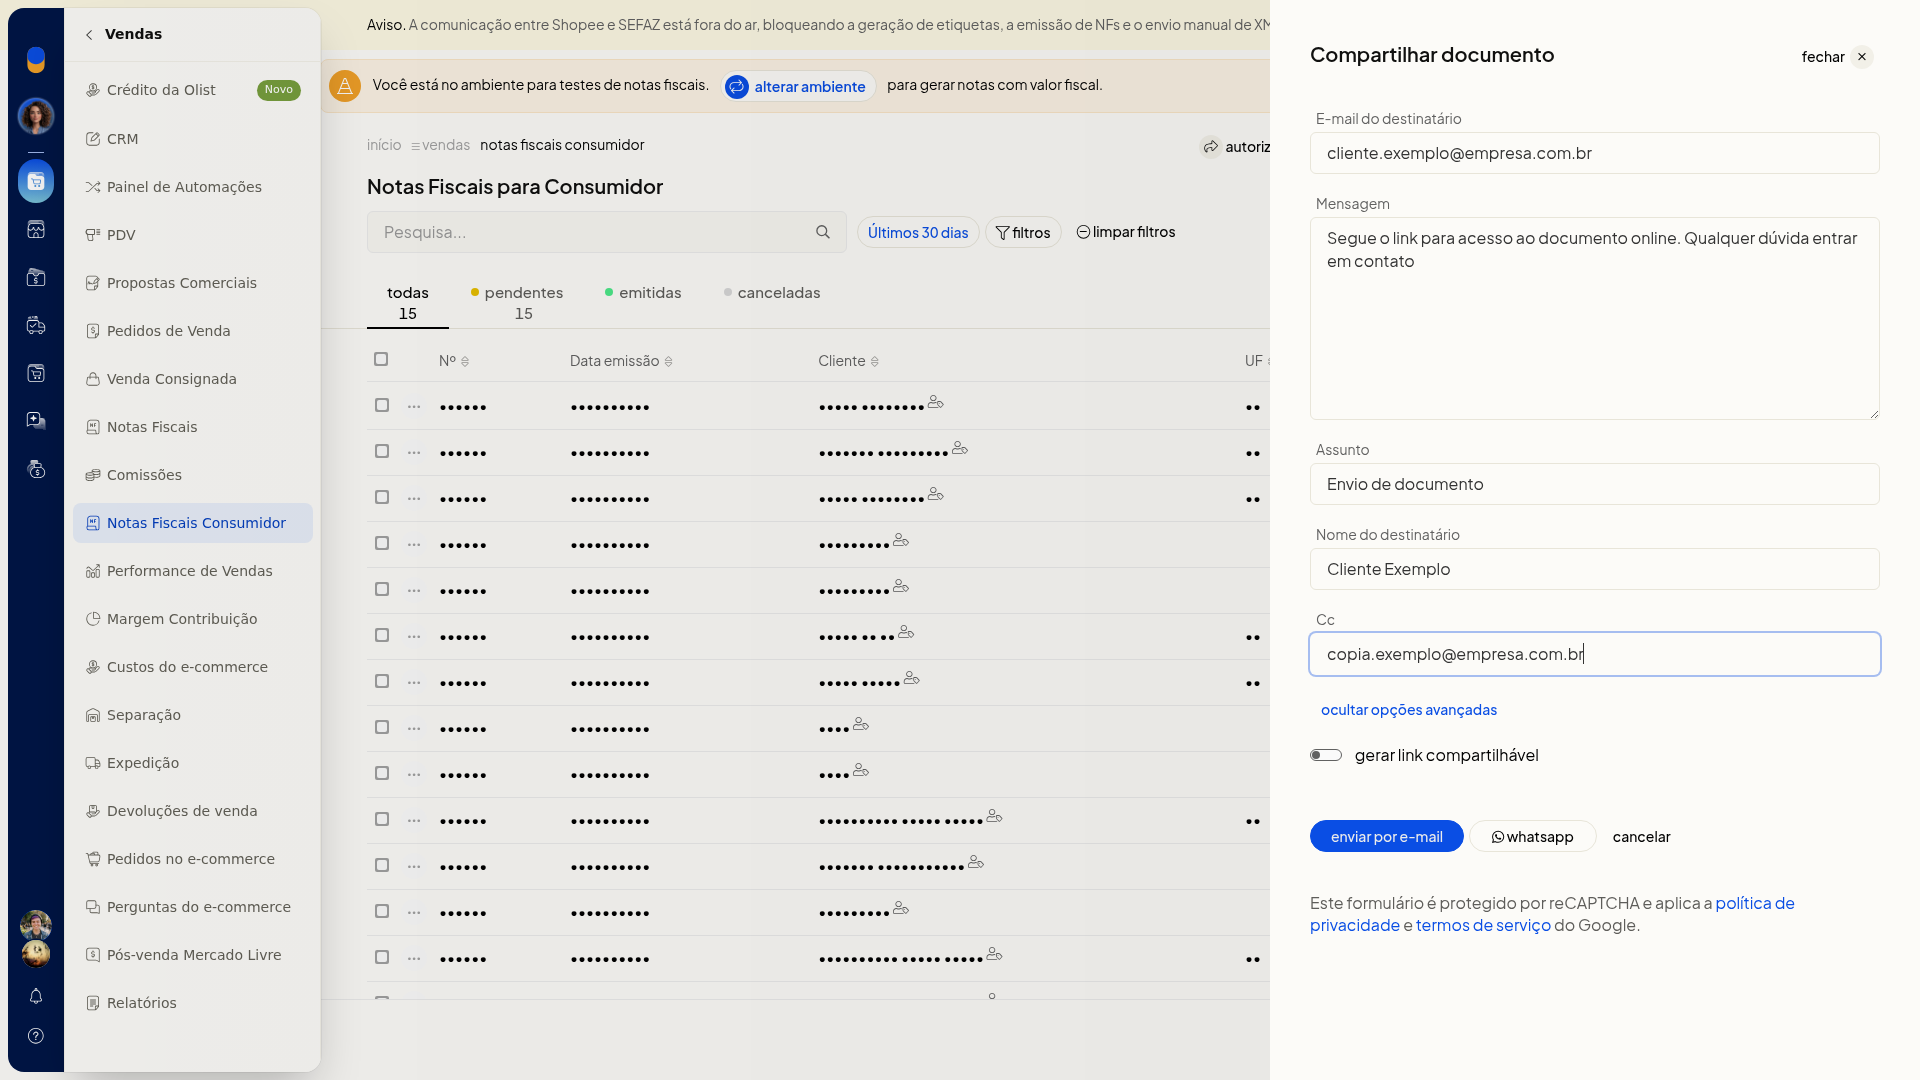 Vendas
Crédito da Olist
Novo
CRM
Painel de Automações
PDV
Propostas Comerciais
Pedidos de Venda
Venda Consignada
Notas Fiscais
Comissões
Notas Fiscais Consumidor
Performance de Vendas
Margem Contribuição
Custos do e-commerce
Separação
Expedição
Devoluções de venda
Pedidos no e-commerce
Perguntas do e-commerce
Pós-venda Mercado Livre
Relatórios
Aviso. A comunicação entre Shopee e SEFAZ está fora do ar, bloqueando a geração de etiquetas, a emissão de NFs e o envio manual de XM
Você está no ambiente para testes de notas fiscais. alterar ambiente para gerar notas com valor fiscal.
início vendas notas fiscais consumidor
autoriz
Notas Fiscais para Consumidor
Pesquisa...
Últimos 30 dias
filtros
limpar filtros
todas
15
pendentes
15
emitidas
canceladas
Nº Data emissão Cliente UF
Compartilhar documento
fechar
E-mail do destinatário
cliente.exemplo@empresa.com.br
Mensagem
Segue o link para acesso ao documento online. Qualquer dúvida entrar
em contato
Assunto
Envio de documento
Nome do destinatário
Cliente Exemplo
Cc
copia.exemplo@empresa.com.br
ocultar opções avançadas
gerar link compartilhável
enviar por e-mail
whatsapp
cancelar
Este formulário é protegido por reCAPTCHA e aplica a política de
privacidade e termos de serviço do Google.